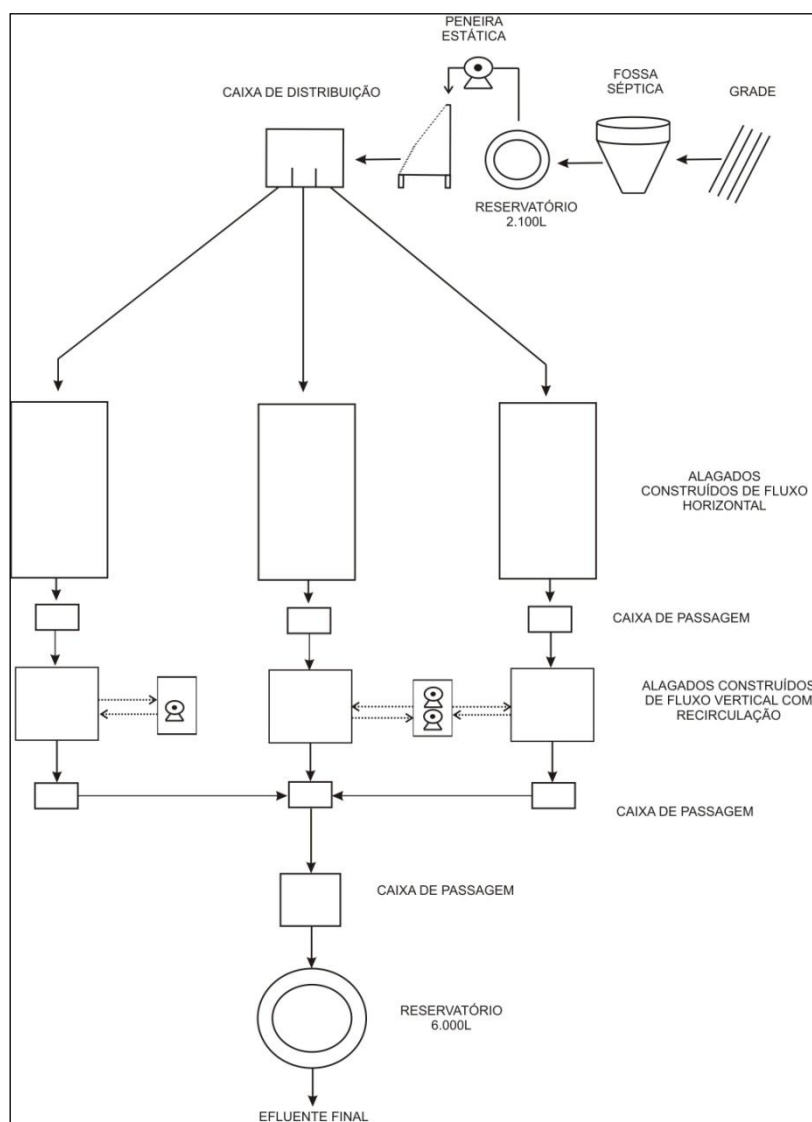 PENEIRA
ESTÁTICA
CAIXA DE DISTRIBUIÇÃO
FOSSA
SÉPTICA
GRADE
RESERVATÓRIO
2.100L
ALAGADOS
CONSTRUÍDOS DE FLUXO
HORIZONTAL
CAIXA DE PASSAGEM
ALAGADOS CONSTRUÍDOS
DE FLUXO VERTICAL COM
RECIRCULAÇÃO
CAIXA DE PASSAGEM
CAIXA DE PASSAGEM
RESERVATÓRIO
6.000L
EFLUENTE FINAL